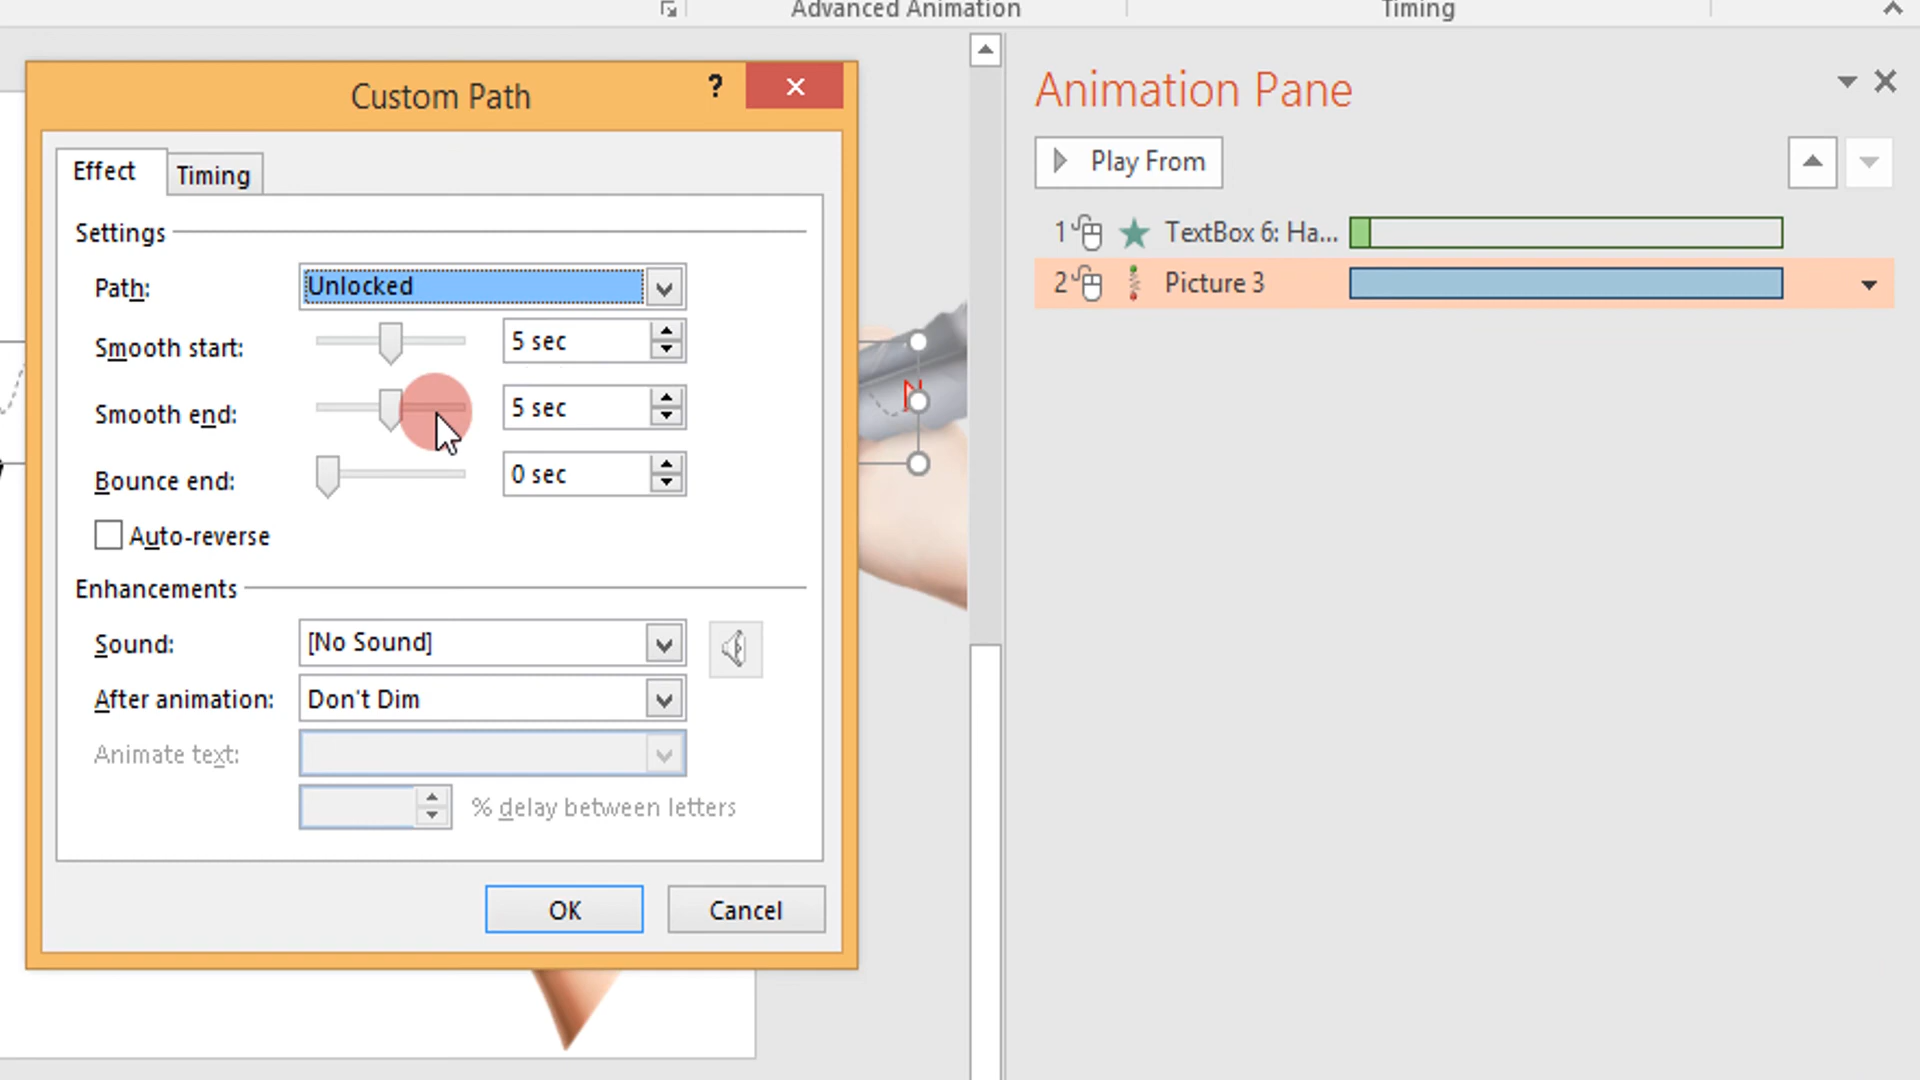 Advanced Animation
Timing
Custom Path
?
Animation Pane
Effect
Timing
Play From
Settings
1 TextBox 6: Ha...
Path: Unlocked
2 Picture 3
Smooth start: 5 sec
Smooth end: 5 sec
Bounce end: 0 sec
Auto-reverse
Enhancements
Sound: [No Sound]
After animation: Don't Dim
Animate text:
% delay between letters
OK
Cancel